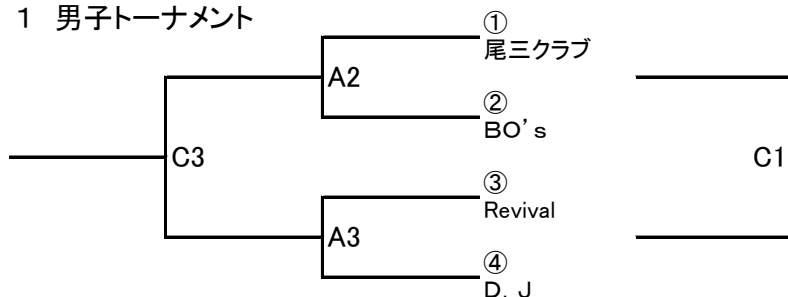 1 男子トーナメント
①
尾三クラブ
A2
②
BO's
C3
C1
③
Revival
A3
④
D. J